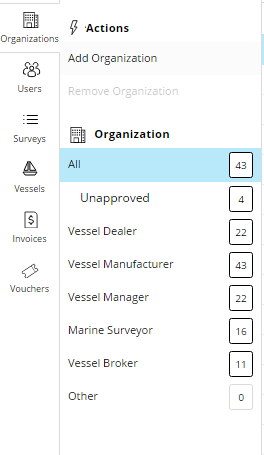 Organizations
Users
Surveys
Vessels
Invoices
Vouchers
Actions
Add Organization
Remove Organization
Organization
All 43
Unapproved 4
Vessel Dealer 22
Vessel Manufacturer 43
Vessel Manager 22
Marine Surveyor 16
Vessel Broker 11
Other 0